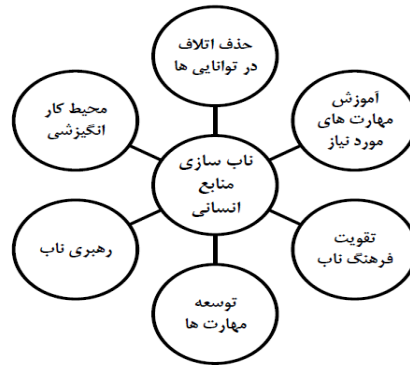 حذف اتلاف
در توانایی ها
آموزش
مهارت های
مورد نیاز
محیط کار
انگیزشی
ناب سازی
منابع
انسانی
تقویت
فرهنگ ناب
رهبری ناب
توسعه
مهارت ها